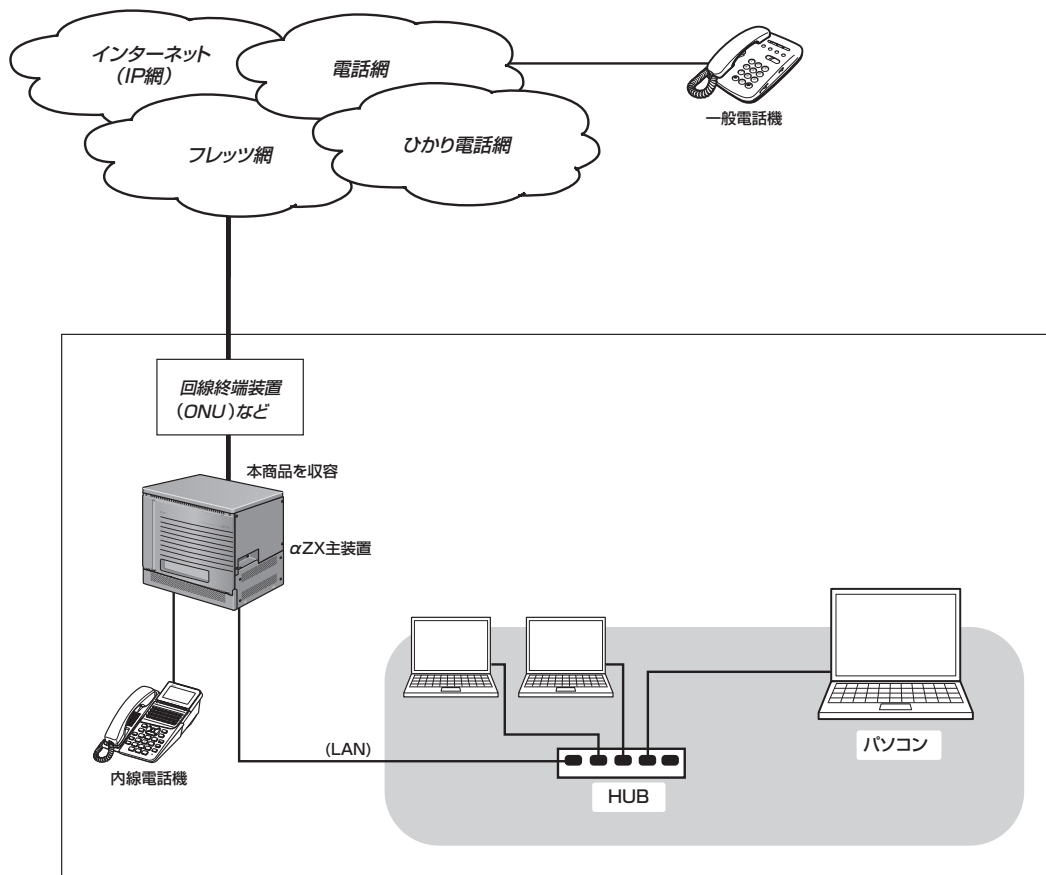 インターネット
（IP網）
電話網
一般電話機
フレッツ網
ひかり電話網
回線終端装置
（ONU）など
本商品を収容
αZX主装置
内線電話機
(LAN)
HUB
パソコン